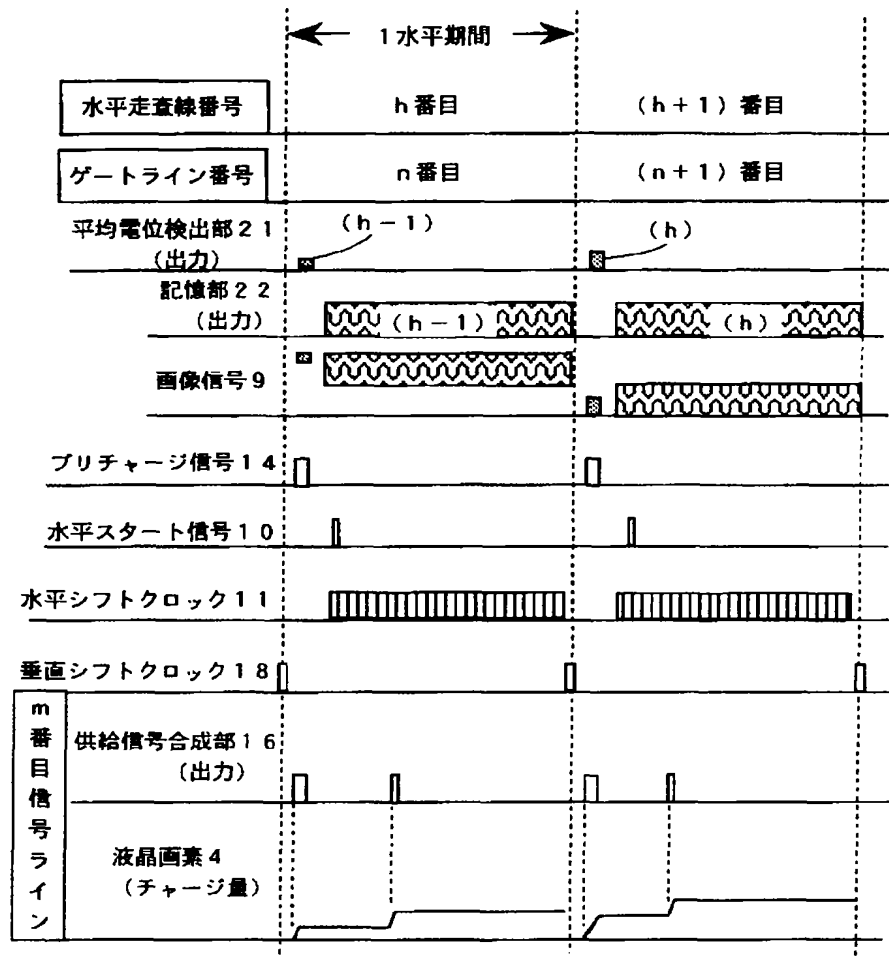 1水平期間
水平走査線番号 h番目 (h+1)番目
ゲートライン番号 n番目 (n+1)番目
平均電位検出部21 (h-1) (h)
(出力)
記憶部22
(出力) (h-1) (h)
画像信号9
プリチャージ信号14
水平スタート信号10
水平シフトクロック11
垂直シフトクロック18
m番目信号ライン
供給信号合成部16
(出力)
液晶画素4
(チャージ量)